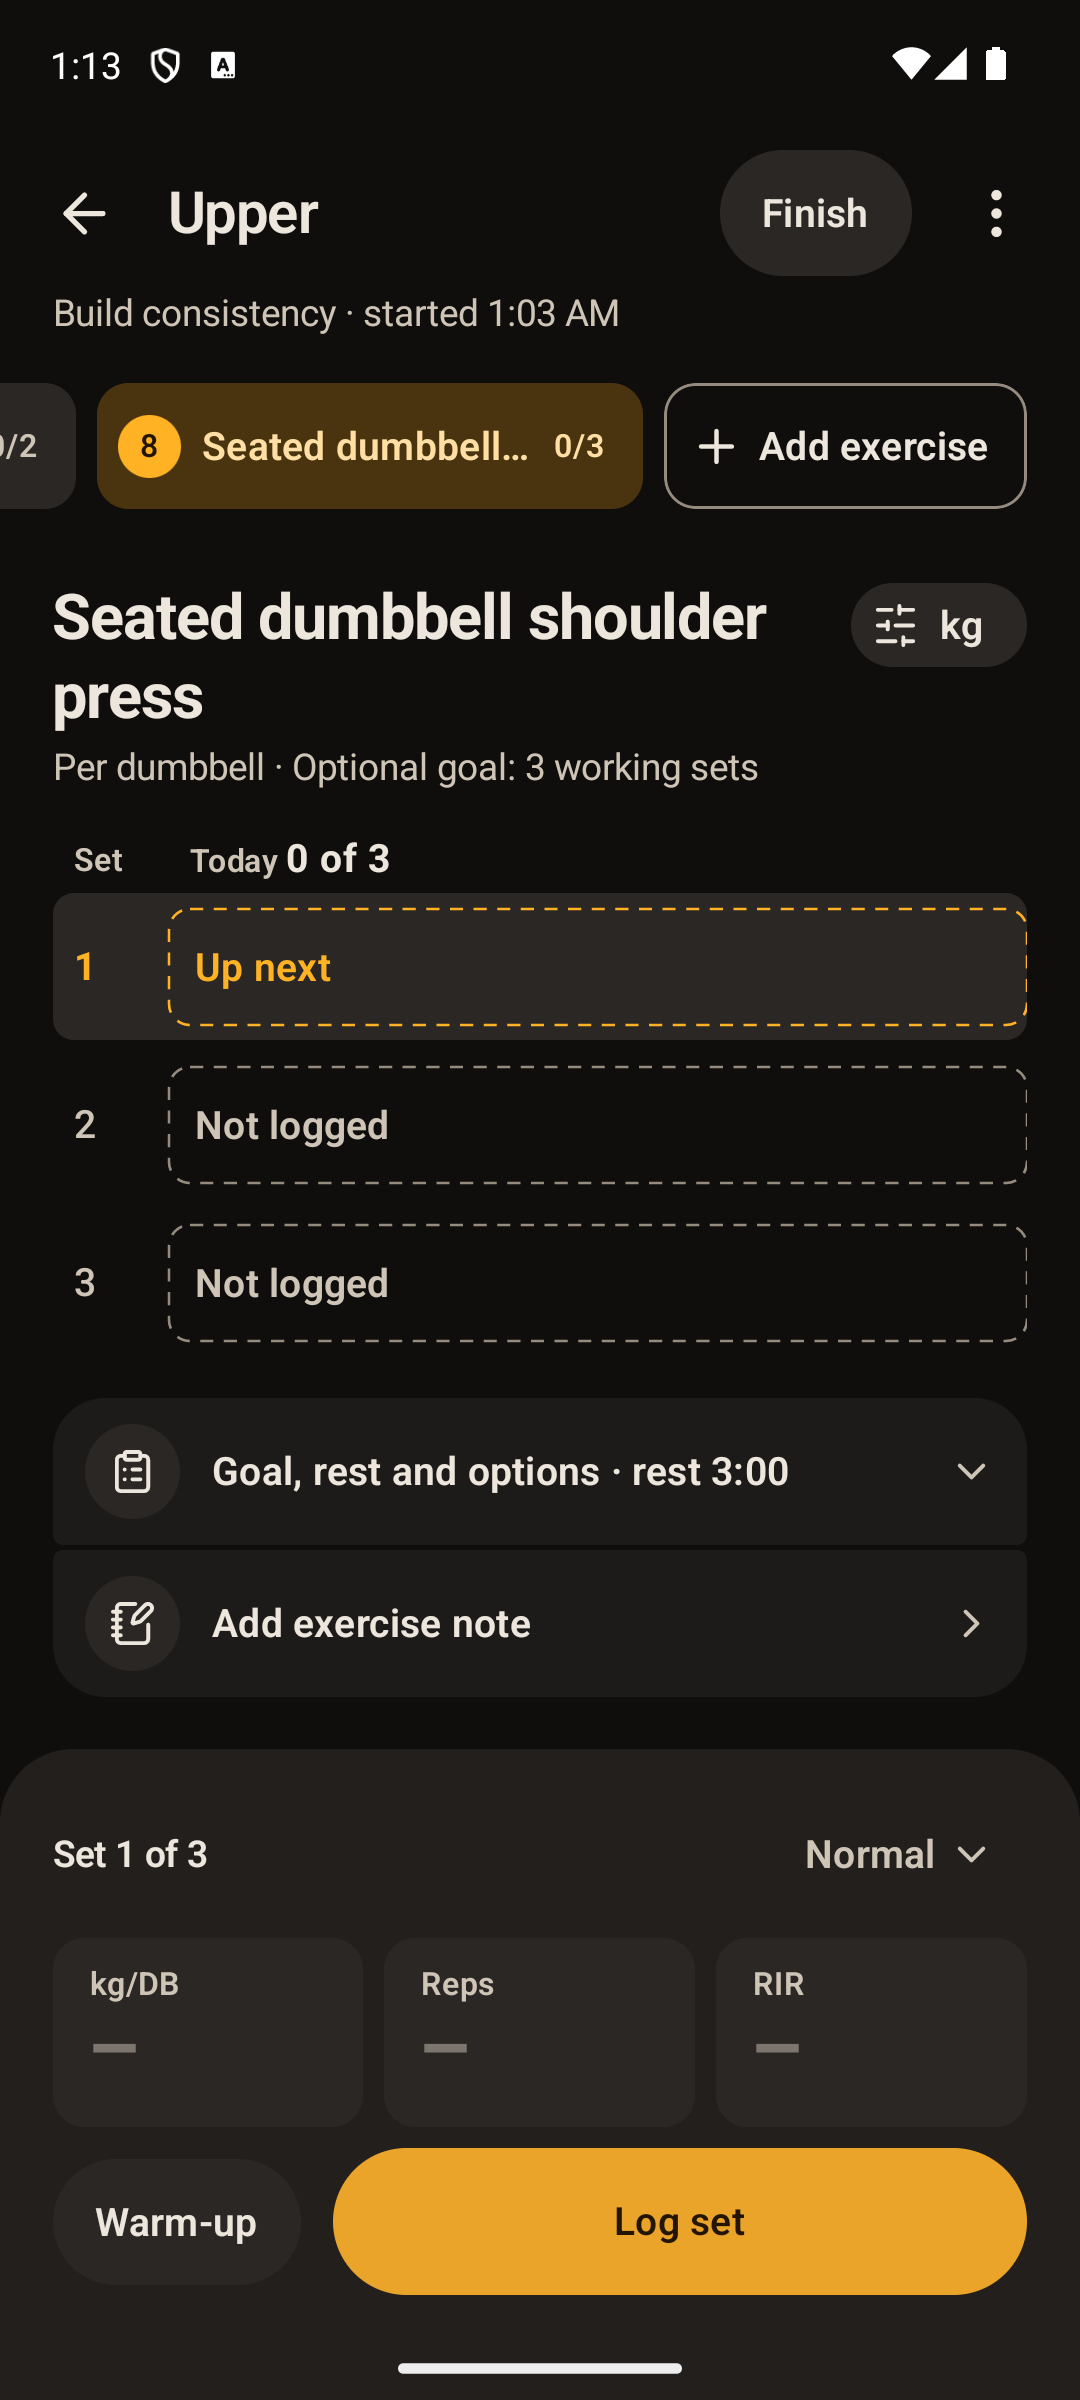 1:13
Upper
Finish
Build consistency · started 1:03 AM
0/2
8 Seated dumbbell... 0/3
Add exercise
Seated dumbbell shoulder
press
kg
Per dumbbell · Optional goal: 3 working sets
Set Today 0 of 3
1 Up next
2 Not logged
3 Not logged
Goal, rest and options · rest 3:00
Add exercise note
Set 1 of 3
Normal
kg/DB Reps RIR
— — —
Warm-up
Log set